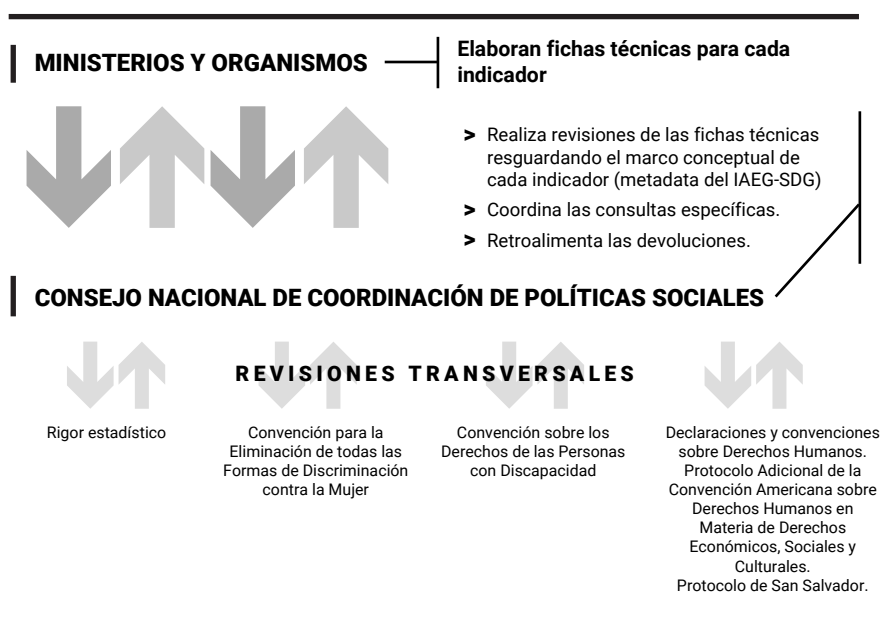 MINISTERIOS Y ORGANISMOS
Elaboran fichas técnicas para cada
indicador
> Realiza revisiones de las fichas técnicas
resguardando el marco conceptual de
cada indicador (metadata del IAEG-SDG)
> Coordina las consultas específicas.
> Retroalimenta las devoluciones.
CONSEJO NACIONAL DE COORDINACIÓN DE POLÍTICAS SOCIALES
REVISIONES TRANSVERSALES
Rigor estadístico
Convención para la
Eliminación de todas las
Formas de Discriminación
contra la Mujer
Convención sobre los
Derechos de las Personas
con Discapacidad
Declaraciones y convenciones
sobre Derechos Humanos.
Protocolo Adicional de la
Convención Americana sobre
Derechos Humanos en
Materia de Derechos
Económicos, Sociales y
Culturales.
Protocolo de San Salvador.